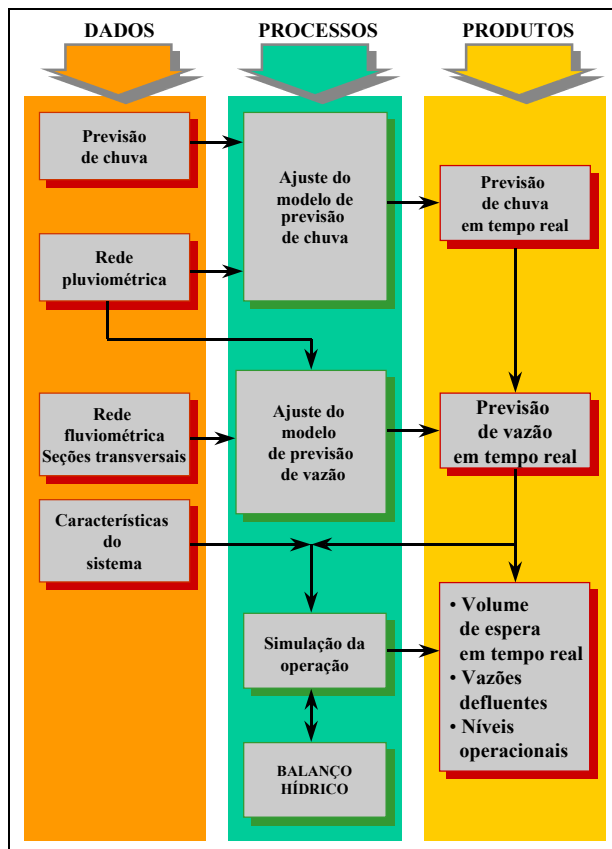 DADOS
PROCESSOS
PRODUTOS
Previsão
de chuva
Ajuste do
modelo de
previsão
de chuva
Previsão
de chuva
em tempo real
Rede
pluviométrica
Rede
fluviométrica
Seções transversais
Ajuste do
modelo
de previsão
de vazão
Previsão
de vazão
em tempo real
Características
do
sistema
Simulação da
operação
• Volume
de espera
em tempo real
• Vazões
defluentes
• Níveis
operacionais
BALANÇO
HÍDRICO